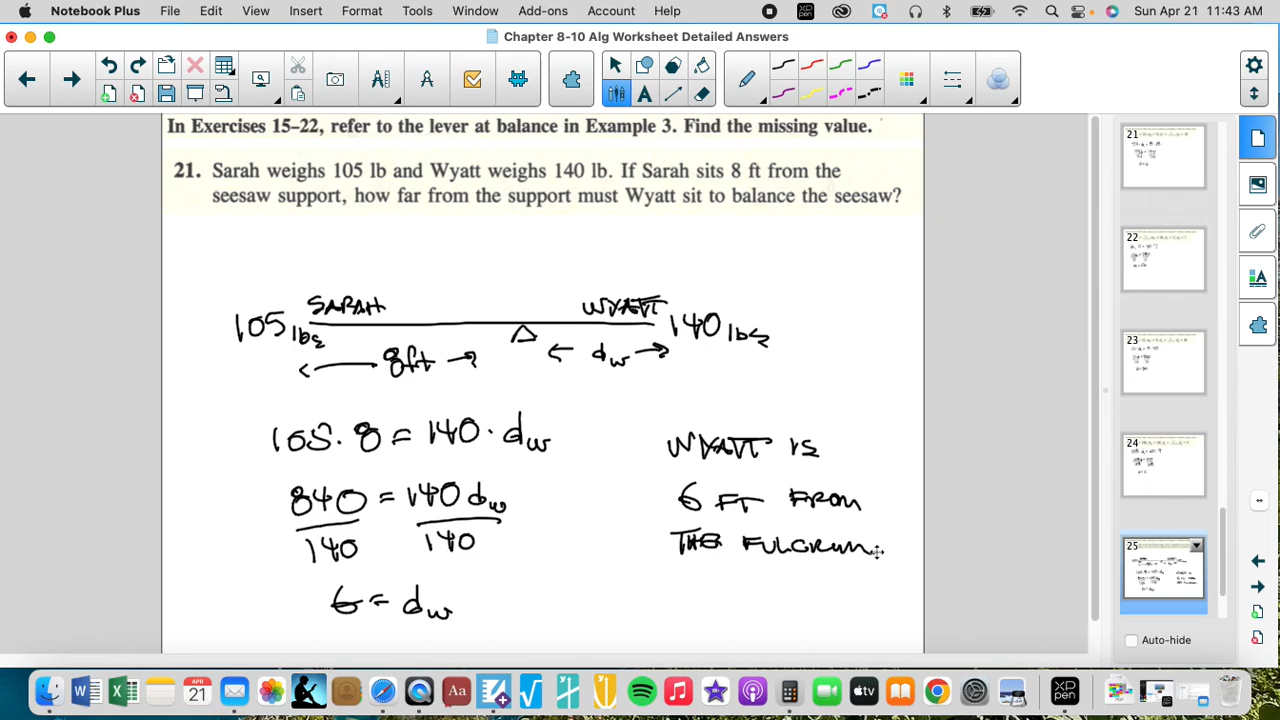 Notebook Plus File Edit View Insert Format Tools Window Add-ons Account Help Sun Apr 21 11:43 AM
Chapter 8-10 Alg Worksheet Detailed Answers
In Exercises 15–22, refer to the lever at balance in Example 3. Find the missing value.
21. Sarah weighs 105 lb and Wyatt weighs 140 lb. If Sarah sits 8 ft from the
seesaw support, how far from the support must Wyatt sit to balance the seesaw?
SARAH WYATT
105 lbs 140 lbs
8ft dw
105 · 8 = 140 · dw
840 = 140 dw
140 140
6 = dw
WYATT IS
6 FT FROM
THE FULCRUM
21
22
23
24
25
Auto-hide
APR
21